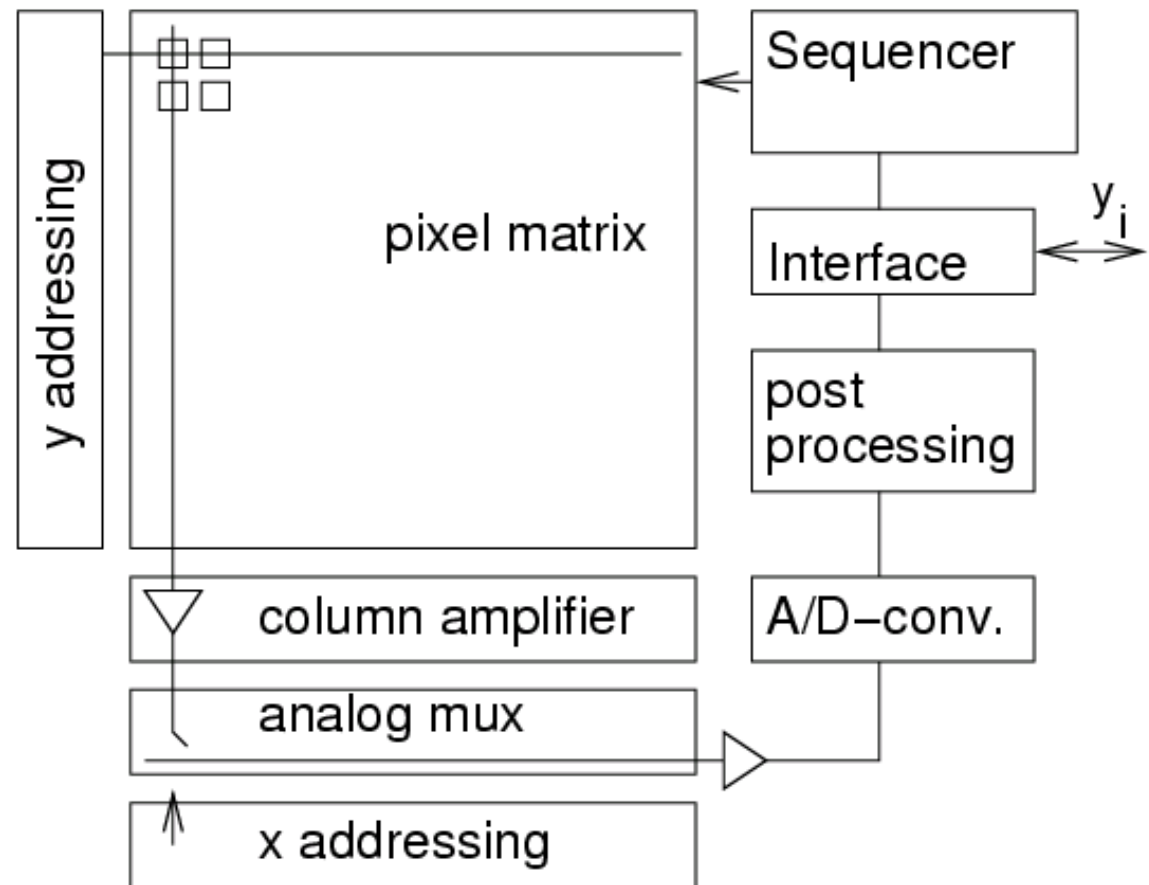 y addressing
pixel matrix
Sequencer
y
i
Interface
post
processing
column amplifier
A/D−conv.
analog mux
x addressing